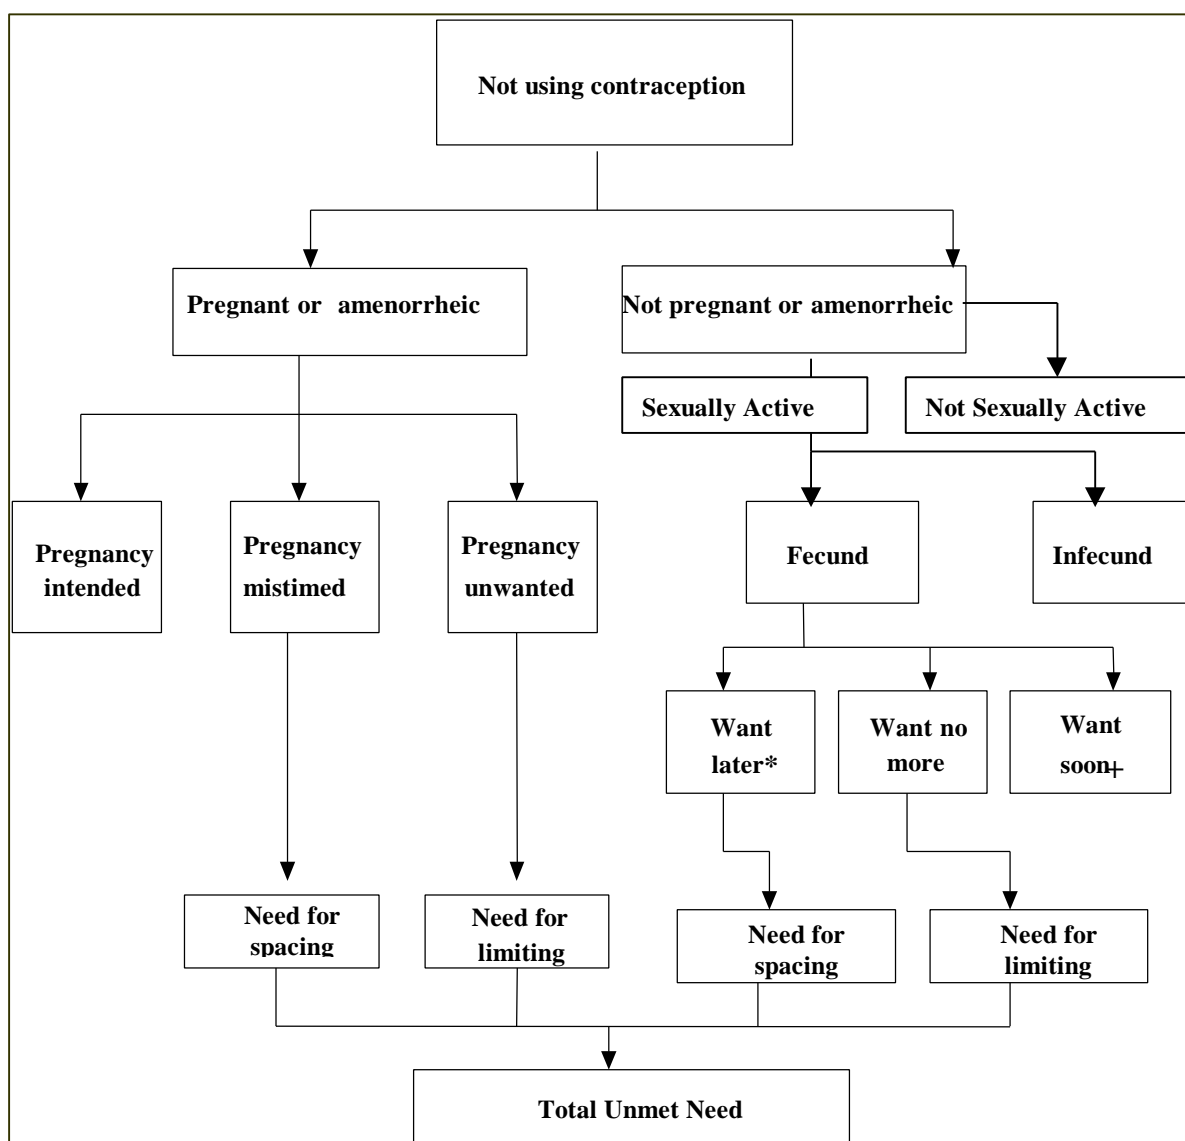 Not using contraception
Pregnant or amenorrheic
Not pregnant or amenorrheic
Sexually Active
Not Sexually Active
Pregnancy
intended
Pregnancy
mistimed
Pregnancy
unwanted
Fecund
Infecund
Want
later*
Want no
more
Want
soon+
Need for
spacing
Need for
limiting
Need for
spacing
Need for
limiting
Total Unmet Need